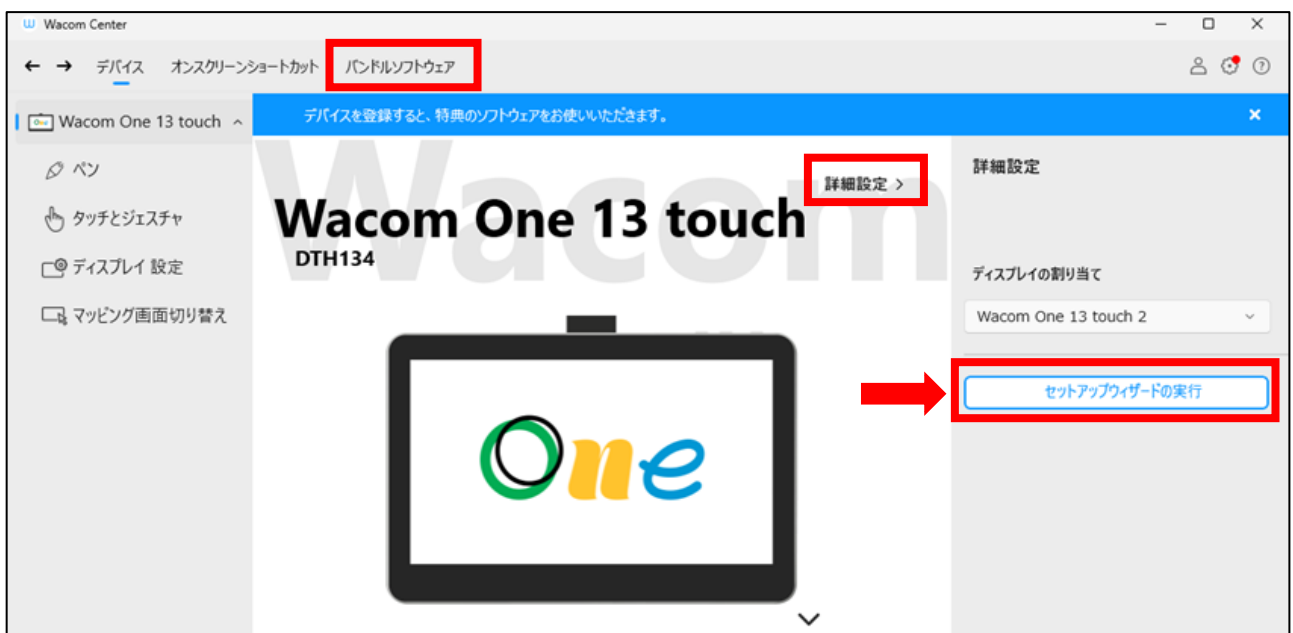 Wacom Center
デバイス オンスクリーンショートカット バンドルソフトウェア
Wacom One 13 touch
デバイスを登録すると、特典のソフトウェアをお使いいただきます。
ペン
タッチとジェスチャ
ディスプレイ 設定
マッピング画面切り替え
Wacom
詳細設定 >
Wacom One 13 touch
DTH134
One
詳細設定
ディスプレイの割り当て
Wacom One 13 touch 2
セットアップウィザードの実行